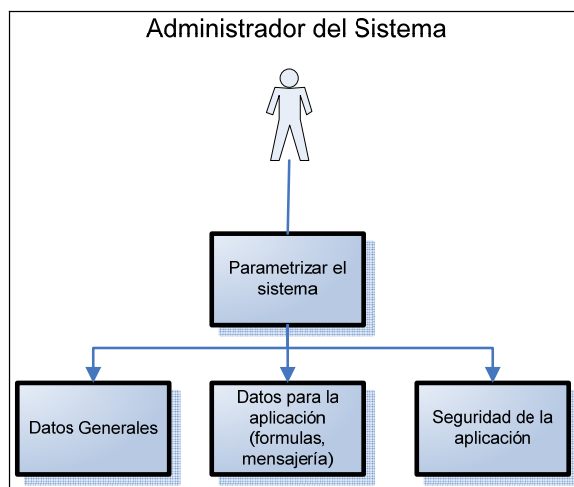 Administrador del Sistema
Parametrizar el
sistema
Datos Generales
Datos para la
aplicación
(formulas,
mensajería)
Seguridad de la
aplicación